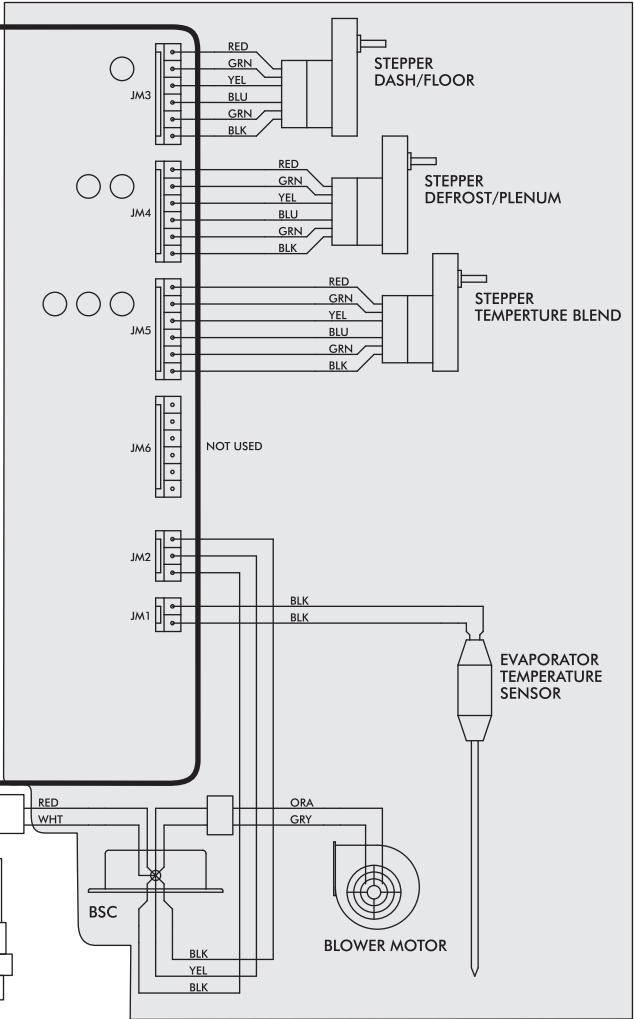 RED
GRN
YEL
BLU
GRN
BLK
JM3
STEPPER
DASH/FLOOR
RED
GRN
YEL
BLU
GRN
BLK
JM4
STEPPER
DEFROST/PLENUM
RED
GRN
YEL
BLU
GRN
BLK
JM5
STEPPER
TEMPERTURE BLEND
JM6
NOT USED
JM2
JM1
BLK
BLK
EVAPORATOR
TEMPERATURE
SENSOR
RED
WHT
ORA
GRY
BSC
BLOWER MOTOR
BLK
YEL
BLK